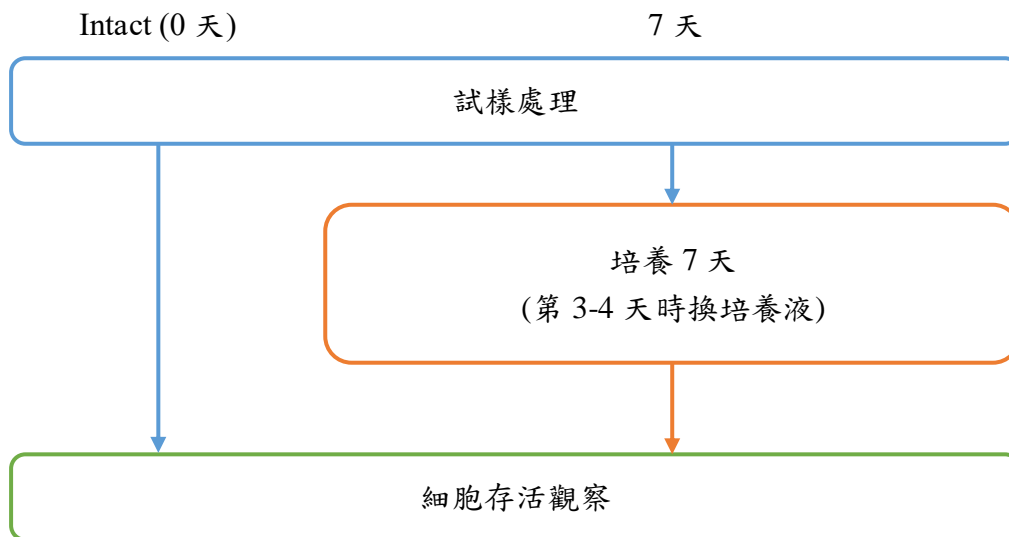 Intact (0 天)
7 天
試樣處理
培養 7 天
(第 3-4 天時換培養液)
細胞存活觀察